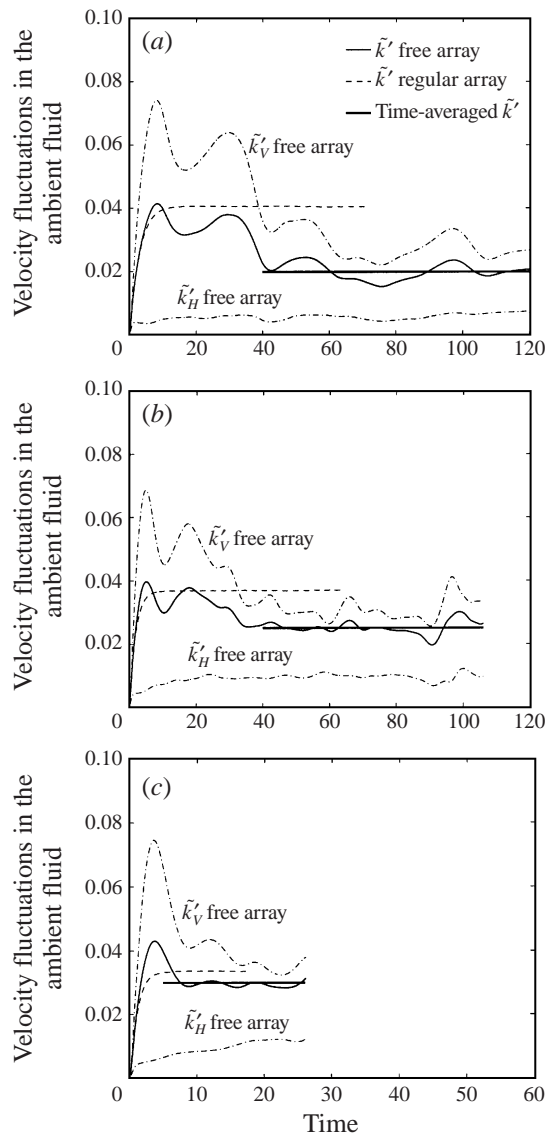 Velocity fluctuations in the
ambient fluid
0.10
0.08
0.06
0.04
0.02
0
20
40
60
80
100
120
(a)
k̃′ free array
k̃′ regular array
Time-averaged k̃′
k̃′V free array
k̃′H free array
Velocity fluctuations in the
ambient fluid
0.10
0.08
0.06
0.04
0.02
0
20
40
60
80
100
120
(b)
k̃′V free array
k̃′H free array
Velocity fluctuations in the
ambient fluid
0.10
0.08
0.06
0.04
0.02
0
10
20
30
40
50
60
(c)
k̃′V free array
k̃′H free array
Time